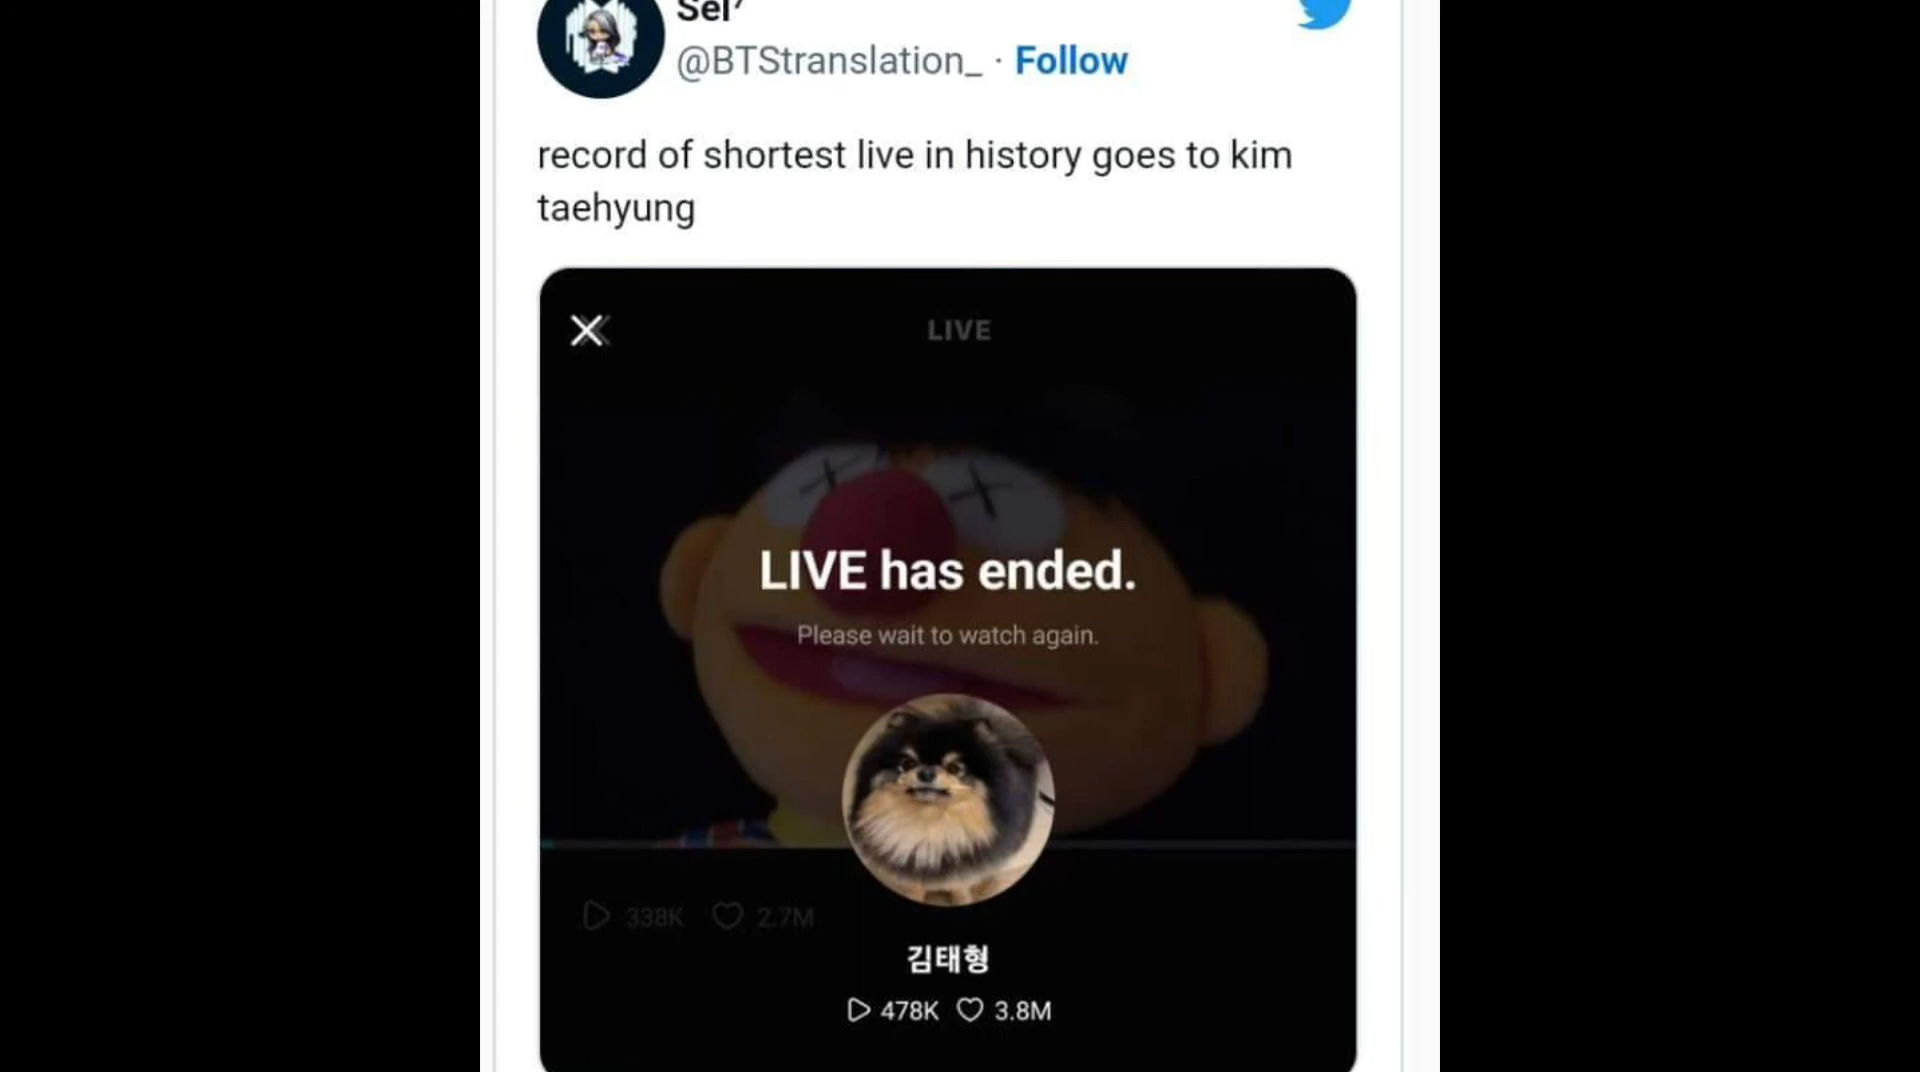 Sel⁷
@BTStranslation_ · Follow
record of shortest live in history goes to kim
taehyung
LIVE
LIVE has ended.
Please wait to watch again.
338K 2.7M
김태형
478K 3.8M